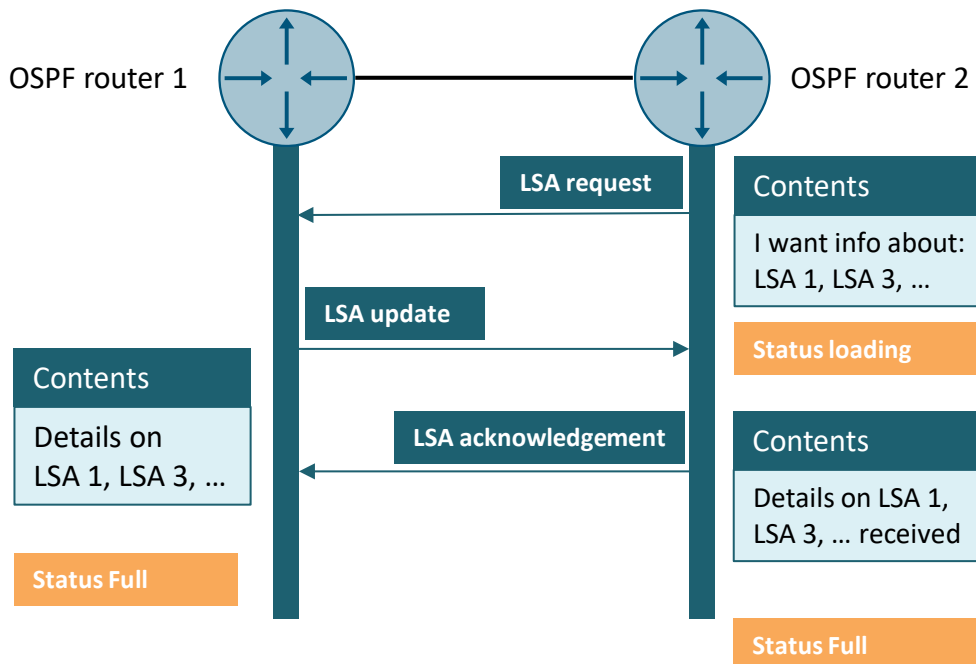 OSPF router 1
OSPF router 2
LSA request
Contents
I want info about:
LSA 1, LSA 3, ...
LSA update
Status loading
Contents
Details on
LSA 1, LSA 3, ...
LSA acknowledgement
Contents
Details on LSA 1,
LSA 3, ... received
Status Full
Status Full